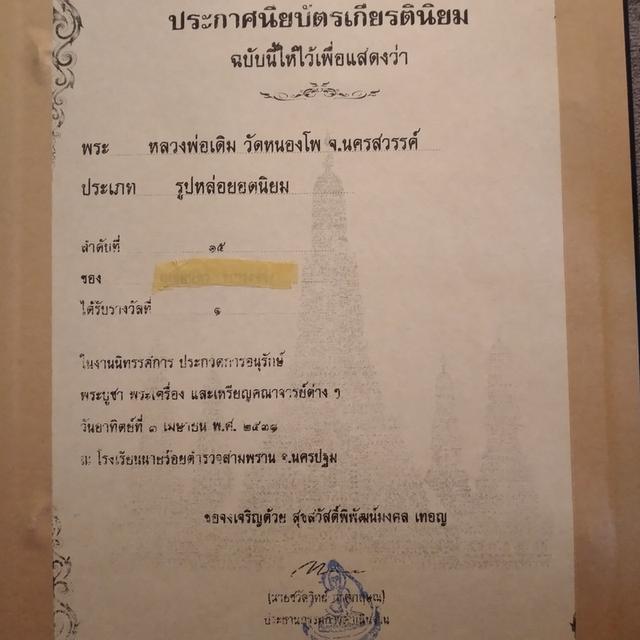 ประกาศนียบัตรเกียรตินิยม
ฉบับนี้ให้ไว้เพื่อแสดงว่า
พระ หลวงพ่อเดิม วัดหนองโพ จ.นครสวรรค์
ประเภท รูปหล่อยอดนิยม
ลำดับที่ ๑๕
ของ
ได้รับรางวัลที่ ๑
ในงานนิทรรศการ ประกวดการอนุรักษ์
พระบูชา พระเครื่อง และเหรียญคณาจารย์ต่าง ๆ
วันอาทิตย์ที่ ๓ เมษายน พ.ศ. ๒๕๓๑
ณ โรงเรียนนายร้อยตำรวจสามพราน จ.นครปฐม
ขอจงเจริญด้วย สุขสวัสดิ์พิพัฒน์มงคล เทอญ